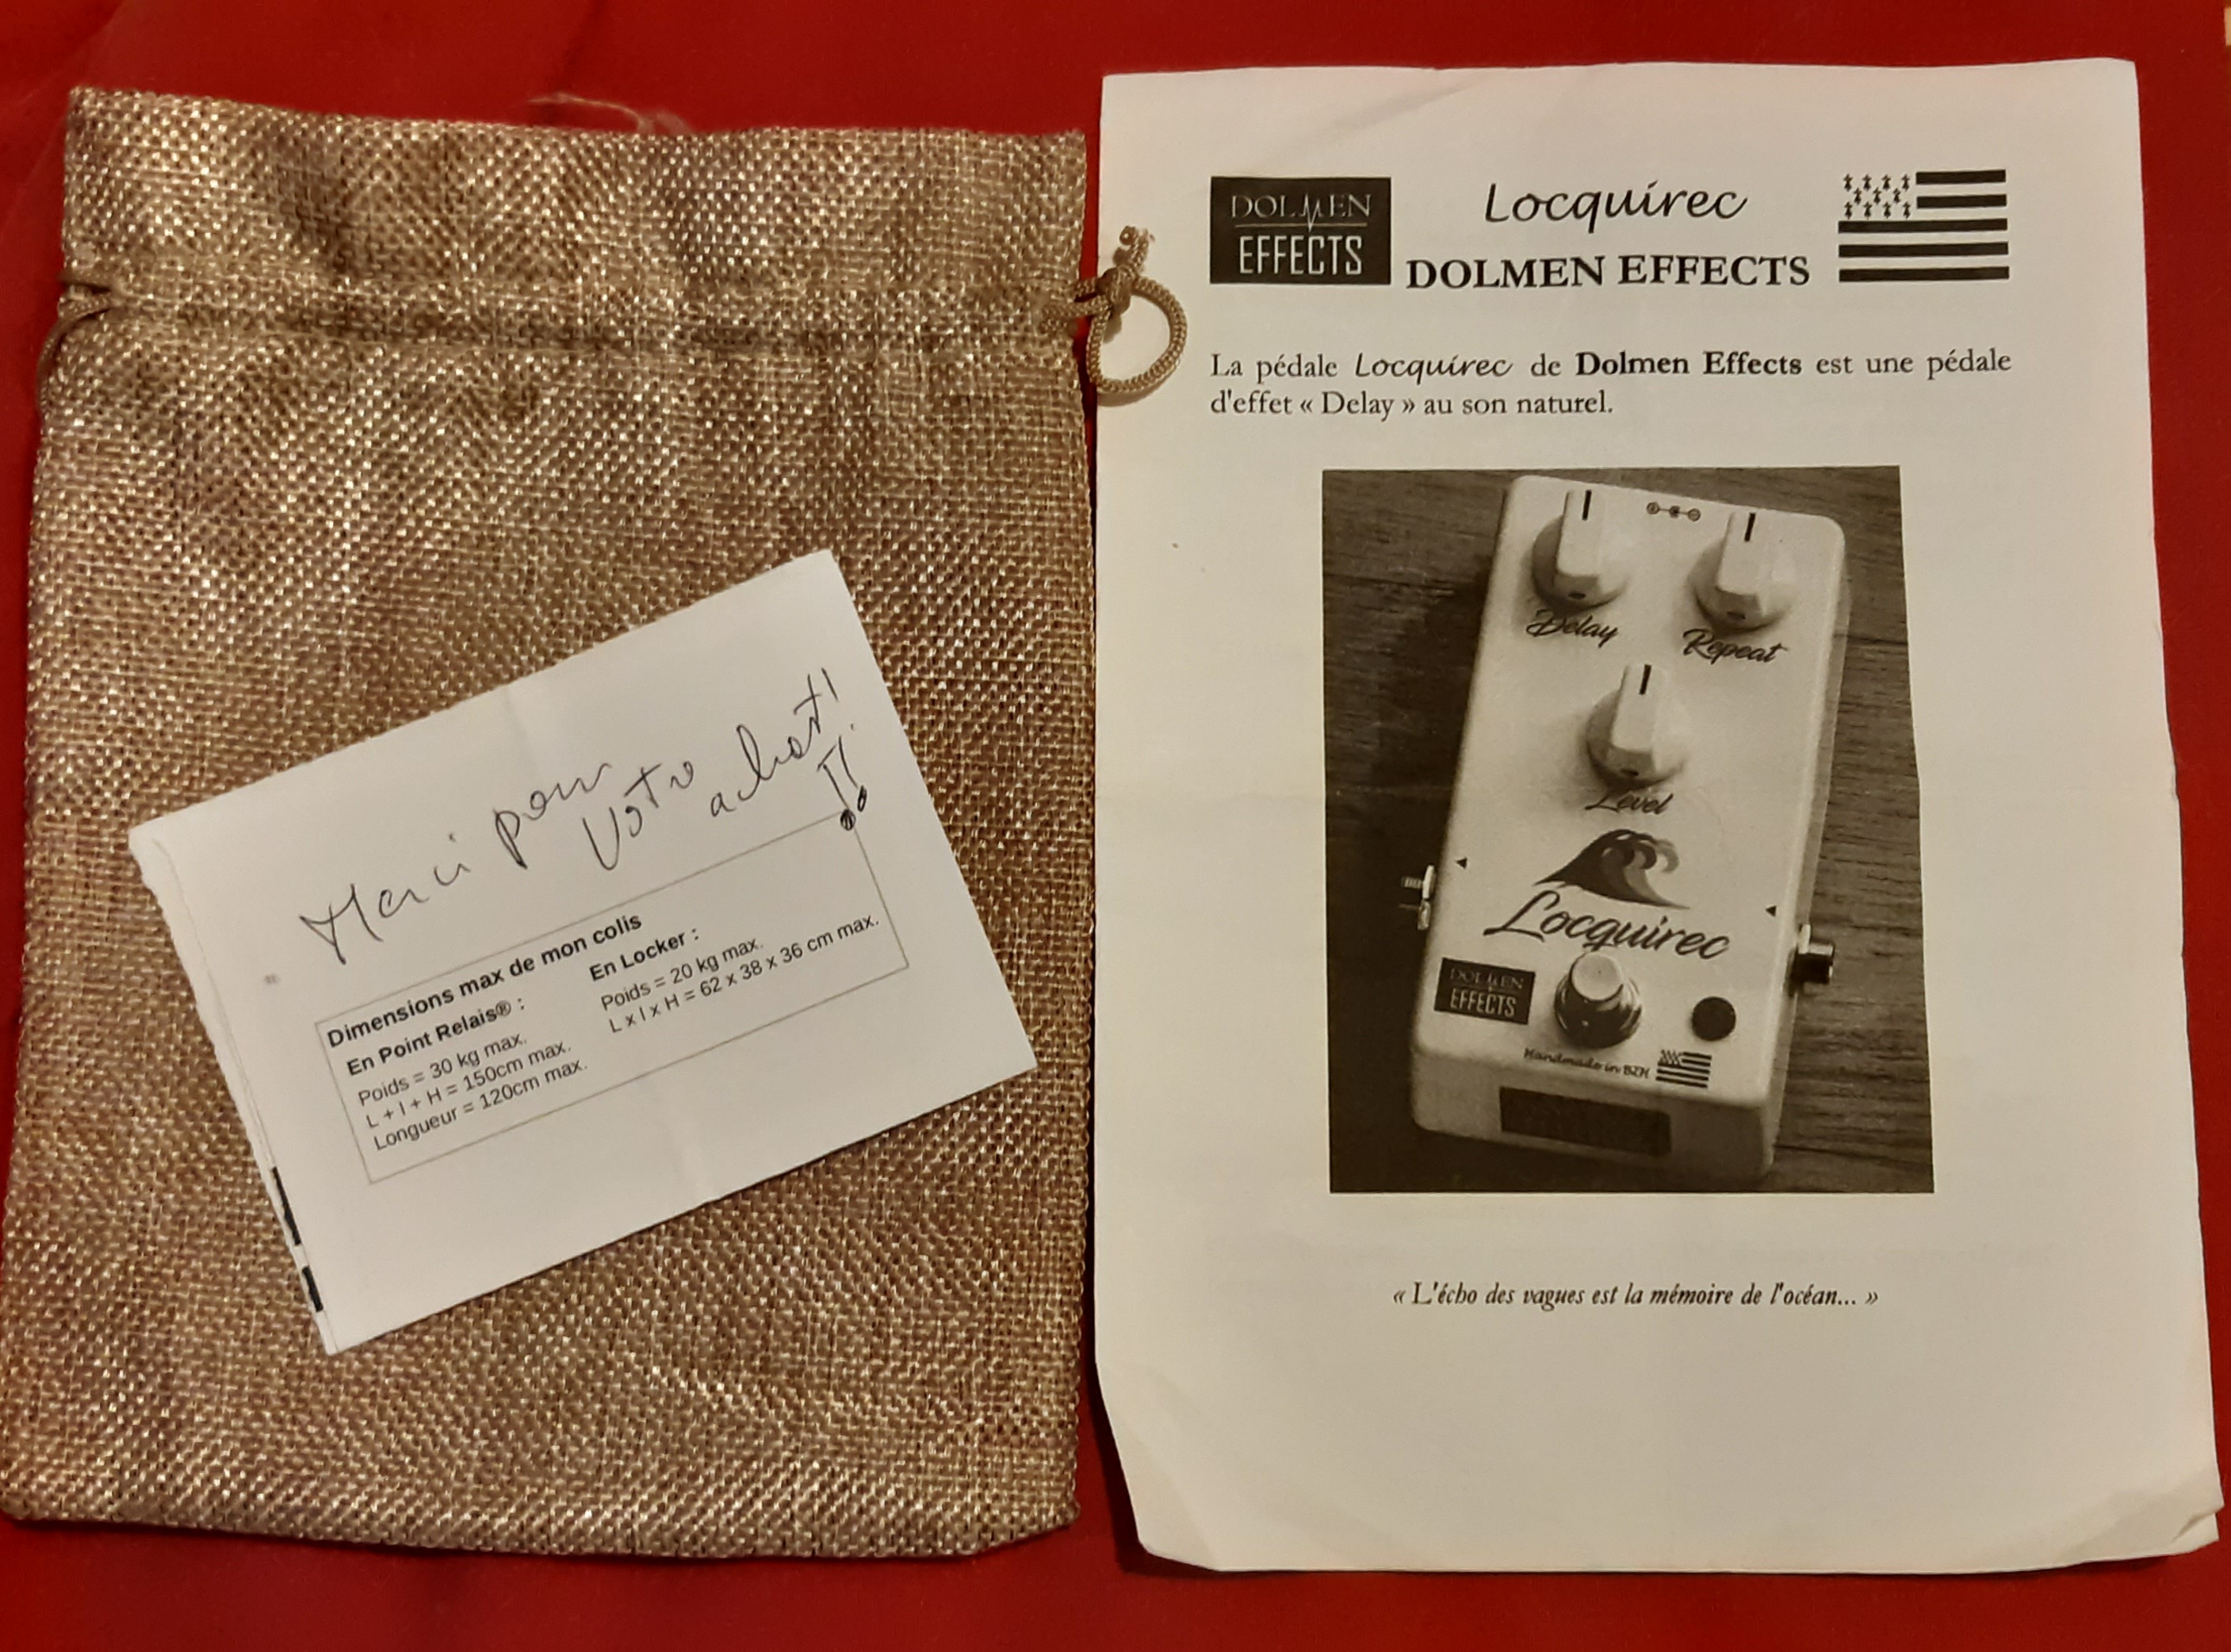 Merci pour
votre achat!
!!
Dimensions max de mon colis
En Point Relais® :
Poids = 30 kg max.
L + l + H = 150cm max.
Longueur = 120cm max.
En Locker :
Poids = 20 kg max.
L x l x H = 62 x 38 x 36 cm max.
DOLMEN
EFFECTS
Locquirec
DOLMEN EFFECTS
La pédale Locquirec de Dolmen Effects est une pédale
d'effet « Delay » au son naturel.
Delay
Repeat
Level
Locquirec
DOLMEN
EFFECTS
Handmade in BZH
« L'écho des vagues est la mémoire de l'océan... »